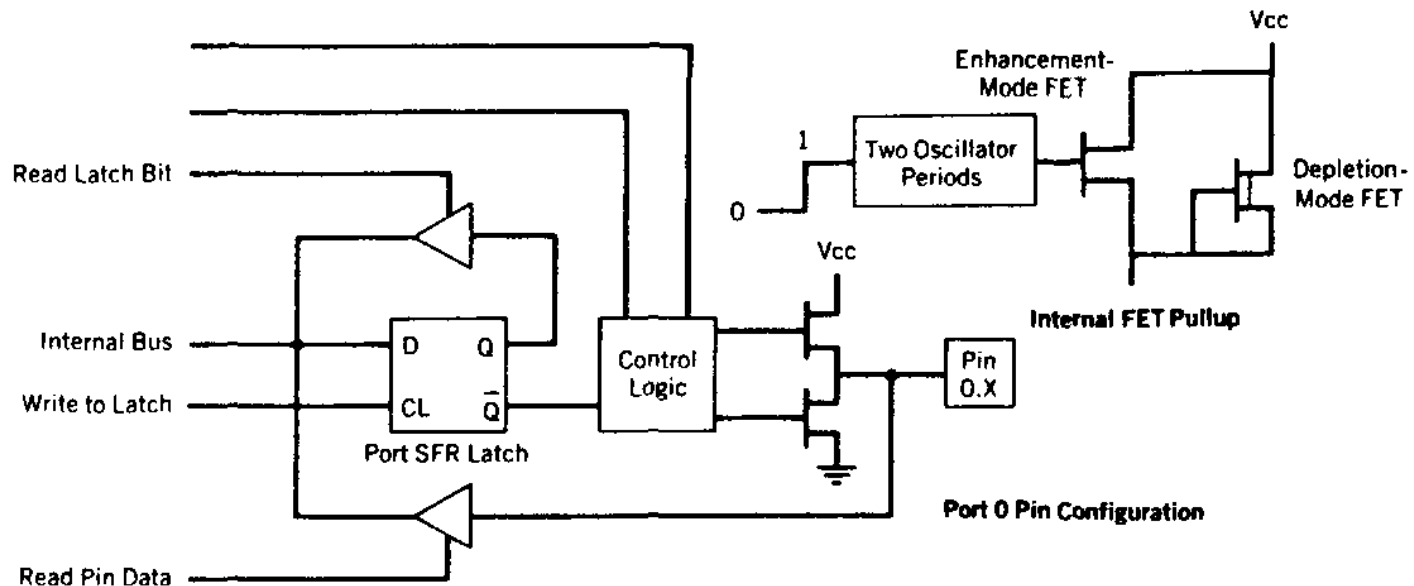 Vcc
Enhancement-
Mode FET
1
Two Oscillator
Periods
Depletion-
Mode FET
0
Read Latch Bit
Vcc
Internal FET Pullup
Internal Bus
D
Q
Control
Logic
Pin
0.X
Write to Latch
CL
Q̅
Port SFR Latch
Port 0 Pin Configuration
Read Pin Data